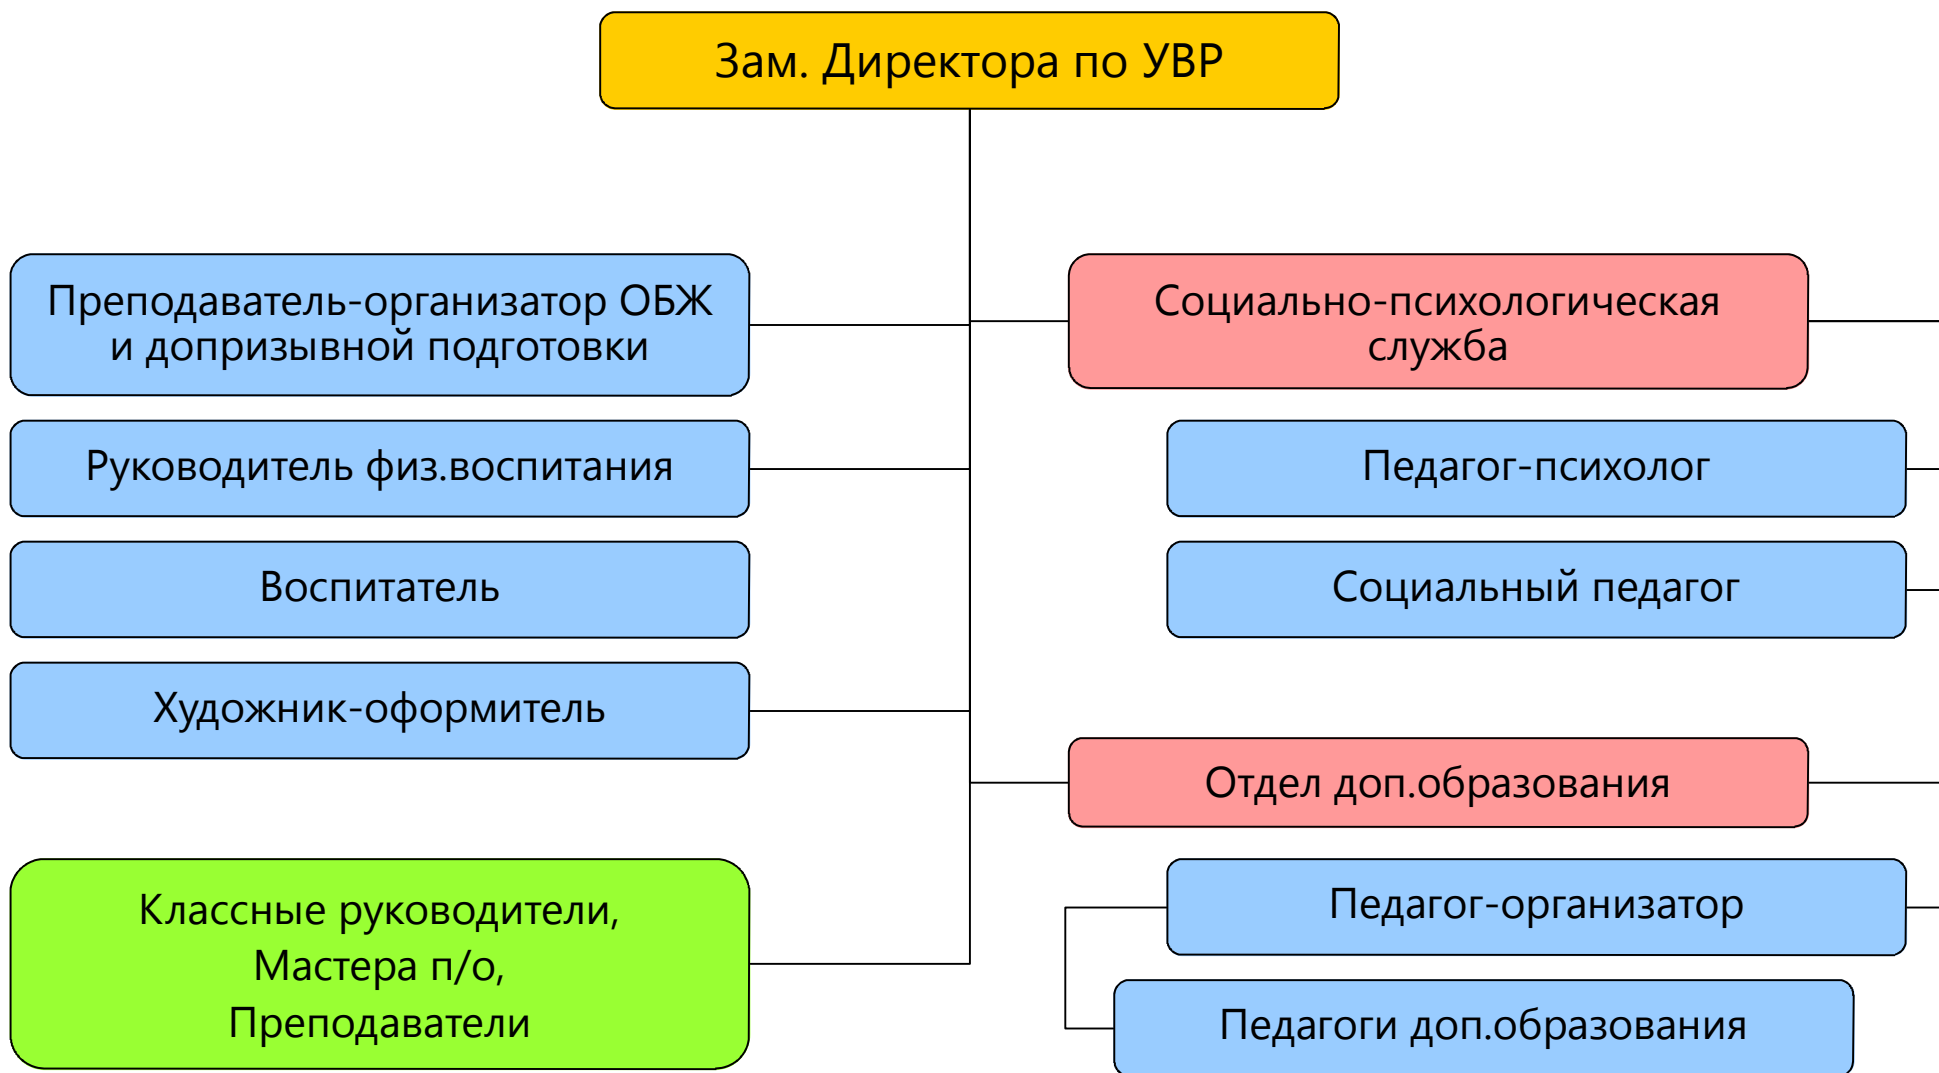 Зам. Директора по УВР
Преподаватель-организатор ОБЖ
и допризывной подготовки
Руководитель физ.воспитания
Воспитатель
Художник-оформитель
Классные руководители,
Мастера п/о,
Преподаватели
Социально-психологическая
служба
Педагог-психолог
Социальный педагог
Отдел доп.образования
Педагог-организатор
Педагоги доп.образования